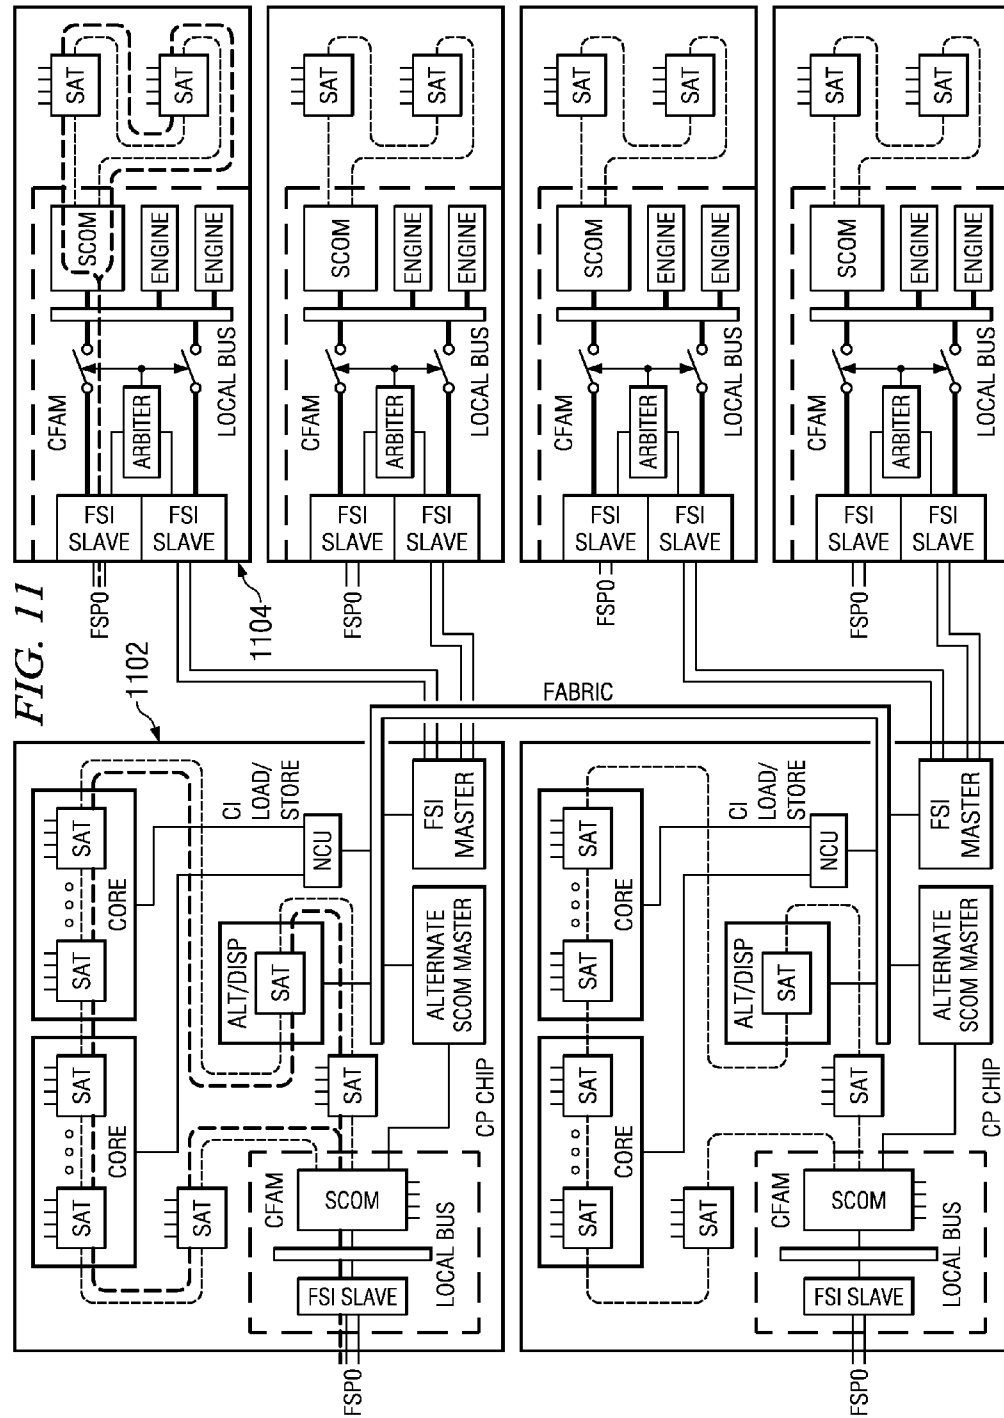 FIG. 11
1102
SAT
SAT
SAT
SAT
CORE
CORE
SAT
CI
LOAD/
STORE
NCU
ALT/DISP
SAT
SAT
CFAM
SCOM
LOCAL BUS
FSI SLAVE
FSP0
ALTERNATE
SCOM MASTER
FSI
MASTER
CP CHIP
FABRIC
SAT
SAT
SAT
SAT
CORE
CORE
SAT
CI
LOAD/
STORE
NCU
ALT/DISP
SAT
SAT
CFAM
SCOM
LOCAL BUS
FSI SLAVE
FSP0
ALTERNATE
SCOM MASTER
FSI
MASTER
CP CHIP
1104
FSP0
FSI
SLAVE
FSI
SLAVE
CFAM
ARBITER
LOCAL BUS
SCOM
ENGINE
ENGINE
SAT
SAT
FSP0
FSI
SLAVE
FSI
SLAVE
CFAM
ARBITER
LOCAL BUS
SCOM
ENGINE
ENGINE
SAT
SAT
FSP0
FSI
SLAVE
FSI
SLAVE
CFAM
ARBITER
LOCAL BUS
SCOM
ENGINE
ENGINE
SAT
SAT
FSP0
FSI
SLAVE
FSI
SLAVE
CFAM
ARBITER
LOCAL BUS
SCOM
ENGINE
ENGINE
SAT
SAT